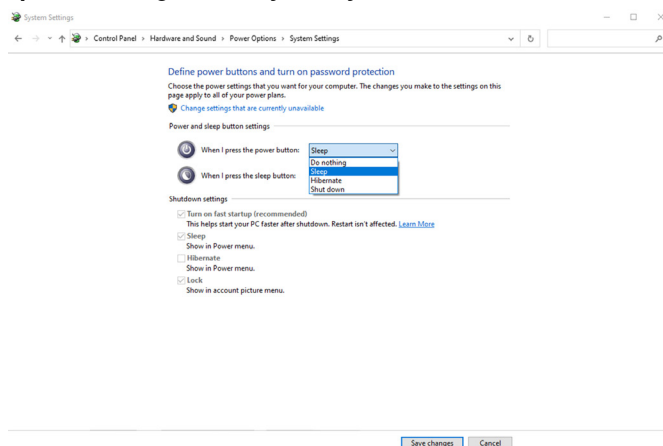 System Settings
Control Panel > Hardware and Sound > Power Options > System Settings
Define power buttons and turn on password protection
Choose the power settings that you want for your computer. The changes you make to the settings on this
page apply to all of your power plans.
Change settings that are currently unavailable
Power and sleep button settings
When I press the power button: Sleep
Do nothing
Sleep
When I press the sleep button:
Hibernate
Shut down
Shutdown settings
Turn on fast startup (recommended)
This helps start your PC faster after shutdown. Restart isn't affected. Learn More
Sleep
Show in Power menu.
Hibernate
Show in Power menu.
Lock
Show in account picture menu.
Save changes Cancel